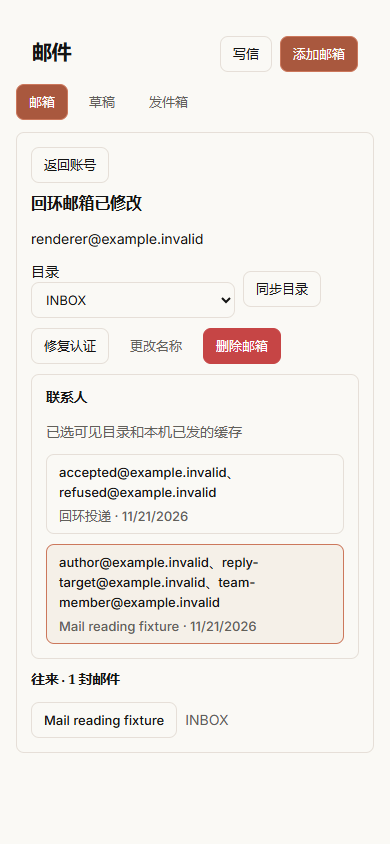 邮件
写信
添加邮箱
邮箱
草稿
发件箱
返回账号
回环邮箱已修改
renderer@example.invalid
目录
INBOX
同步目录
修复认证
更改名称
删除邮箱
联系人
已选可见目录和本机已发的缓存
accepted@example.invalid、
refused@example.invalid
回环投递 · 11/21/2026
author@example.invalid、reply-
target@example.invalid、team-
member@example.invalid
Mail reading fixture · 11/21/2026
往来 · 1 封邮件
Mail reading fixture
INBOX